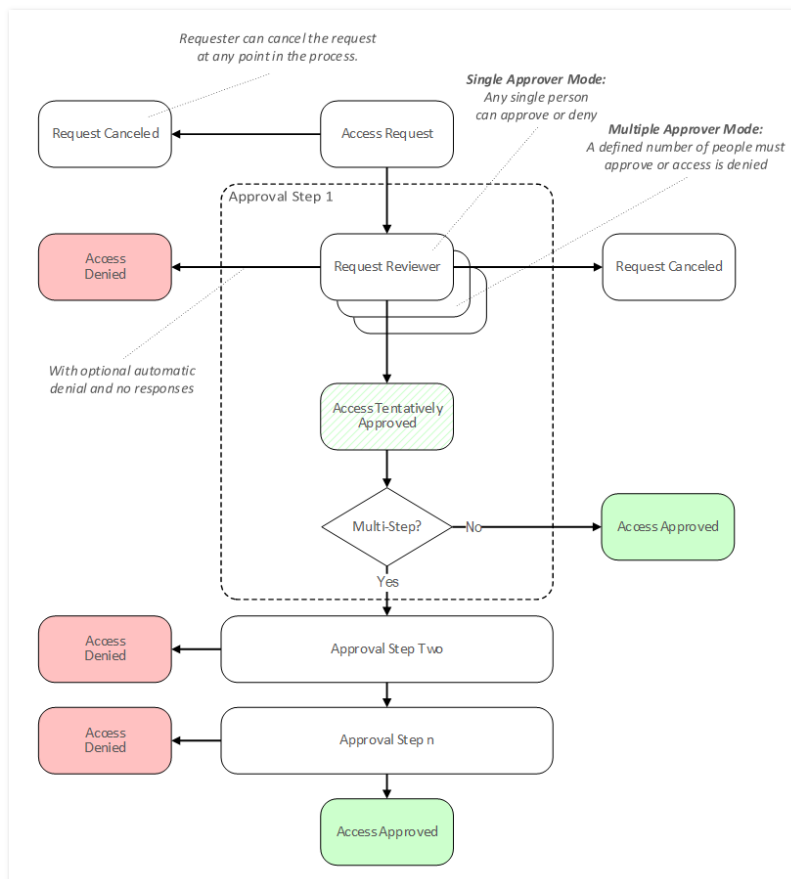 Requester can cancel the request
at any point in the process.
Single Approver Mode:
Any single person
can approve or deny
Multiple Approver Mode:
A defined number of people must
approve or access is denied
Request Canceled
Access Request
Approval Step 1
Access
Denied
Request Reviewer
Request Canceled
With optional automatic
denial and no responses
Access Tentatively
Approved
Multi-Step?
No
Access Approved
Yes
Access
Denied
Approval Step Two
Access
Denied
Approval Step n
Access Approved